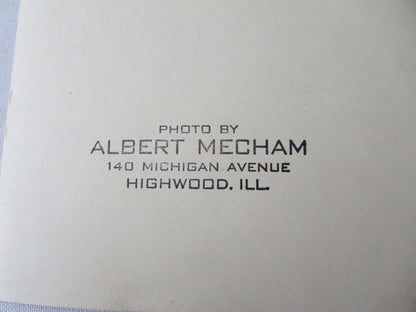 PHOTO BY
ALBERT MECHAM
140 MICHIGAN AVENUE
HIGHWOOD, ILL.